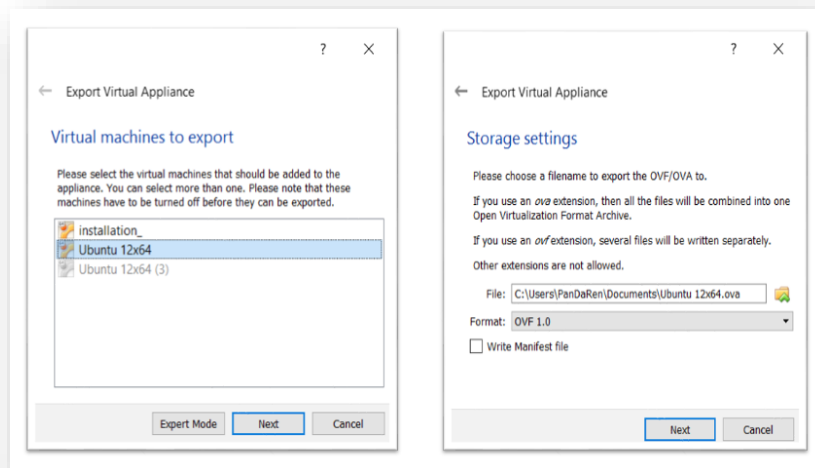 ?
Export Virtual Appliance
Virtual machines to export
Please select the virtual machines that should be added to the
appliance. You can select more than one. Please note that these
machines have to be turned off before they can be exported.
installation_
Ubuntu 12x64
Ubuntu 12x64 (3)
Expert Mode Next Cancel
?
Export Virtual Appliance
Storage settings
Please choose a filename to export the OVF/OVA to.
If you use an ova extension, then all the files will be combined into one
Open Virtualization Format Archive.
If you use an ovf extension, several files will be written separately.
Other extensions are not allowed.
File: C:\Users\PanDaRen\Documents\Ubuntu 12x64.ova
Format: OVF 1.0
Write Manifest file
Next Cancel